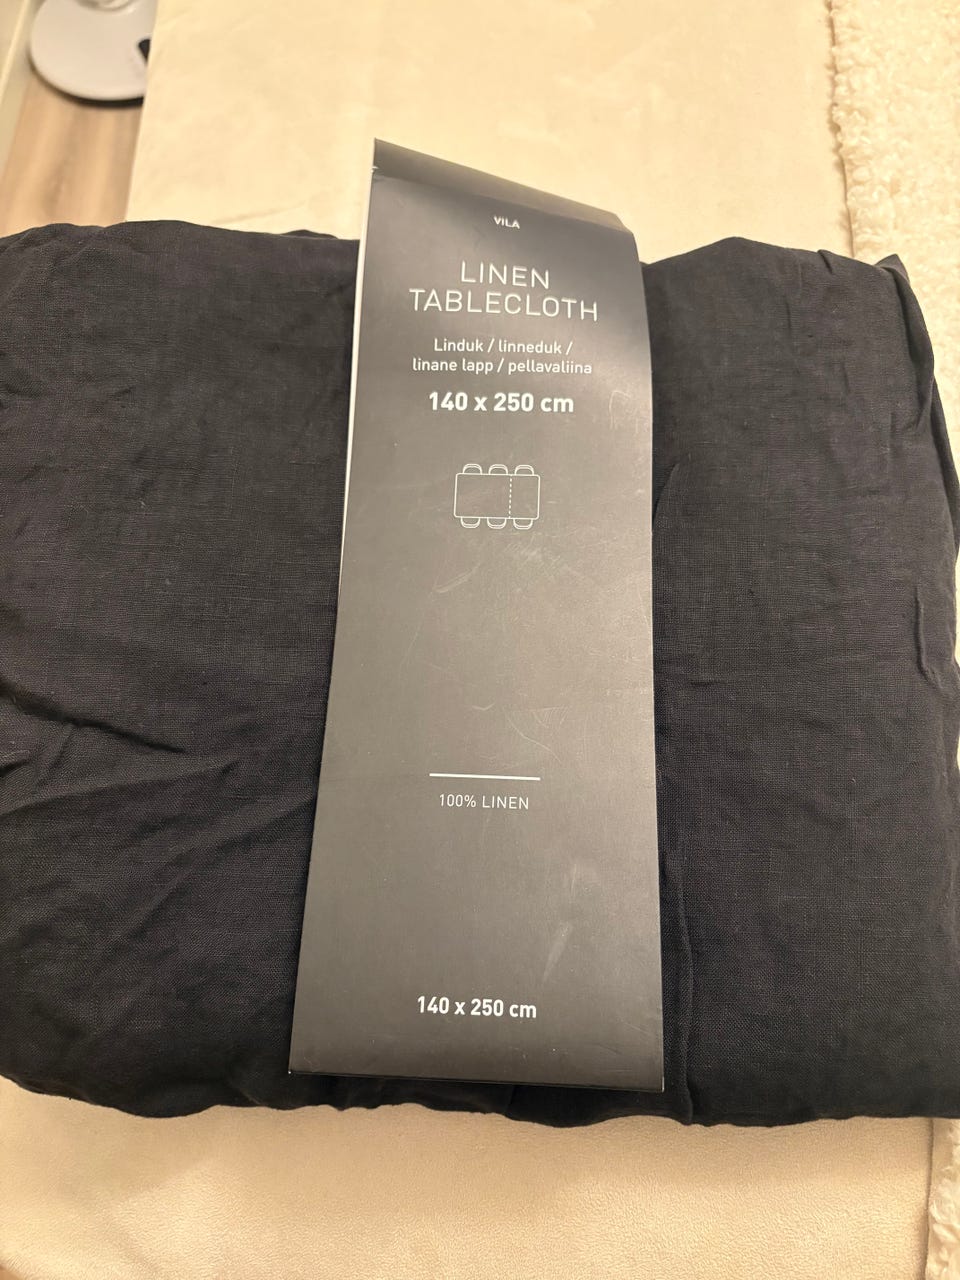 VILA
LINEN
TABLECLOTH
Linduk / linneduk /
linane lapp / pellavaliina
140 x 250 cm
100% LINEN
140 x 250 cm